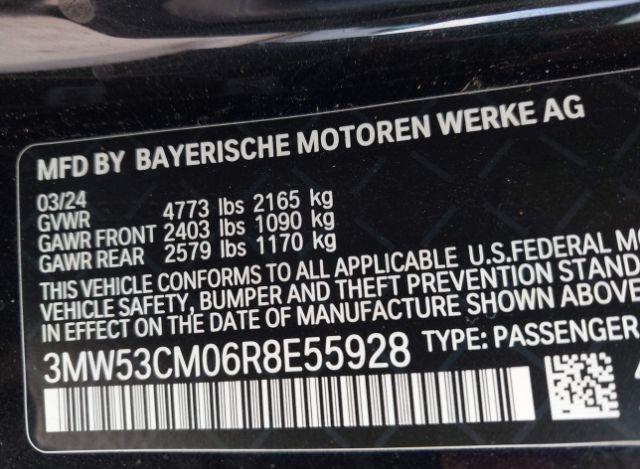 MFD BY BAYERISCHE MOTOREN WERKE AG
03/24
GVWR 4773 lbs 2165 kg
GAWR FRONT 2403 lbs 1090 kg
GAWR REAR 2579 lbs 1170 kg
THIS VEHICLE CONFORMS TO ALL APPLICABLE U.S.FEDERAL MO
VEHICLE SAFETY, BUMPER AND THEFT PREVENTION STAND
IN EFFECT ON THE DATE OF MANUFACTURE SHOWN ABOVE
3MW53CM06R8E55928 TYPE: PASSENGER